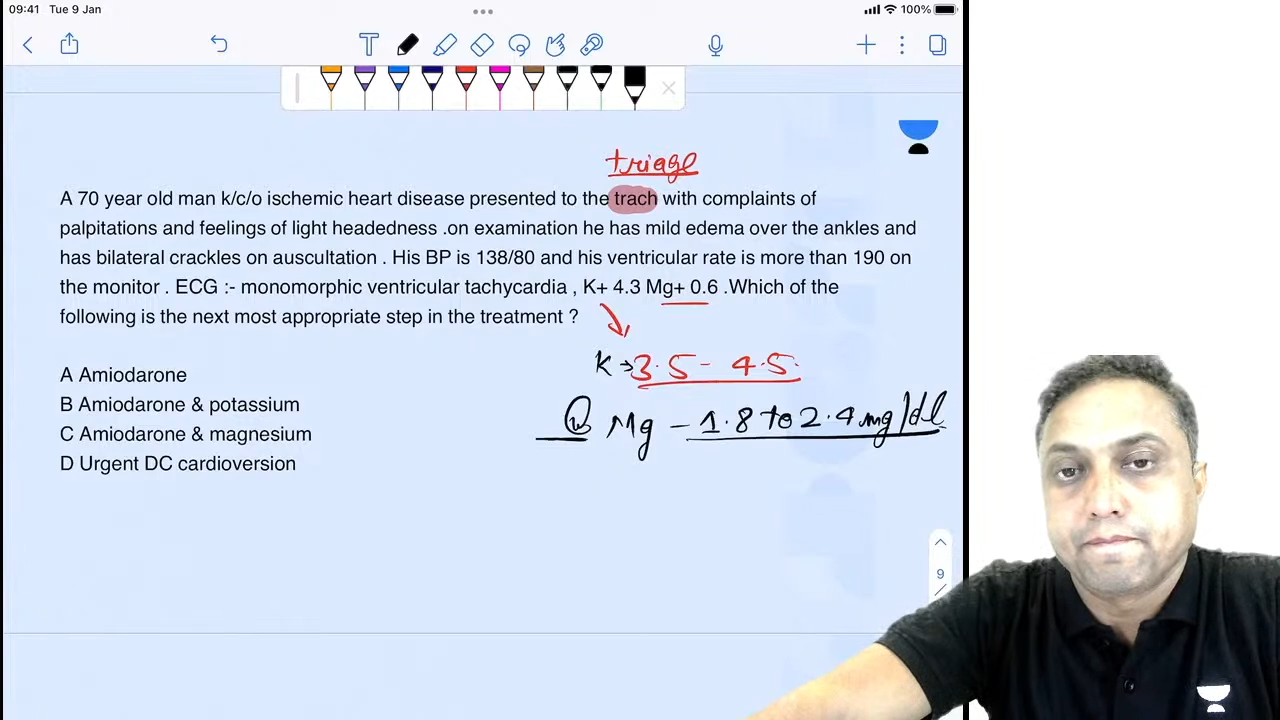 09:41 Tue 9 Jan
100%
triage
A 70 year old man k/c/o ischemic heart disease presented to the trach with complaints of
palpitations and feelings of light headedness .on examination he has mild edema over the ankles and
has bilateral crackles on auscultation . His BP is 138/80 and his ventricular rate is more than 190 on
the monitor . ECG :- monomorphic ventricular tachycardia , K+ 4.3 Mg+ 0.6 .Which of the
following is the next most appropriate step in the treatment ?
K → 3.5 - 4.5
Mg - 1.8 to 2.4 mg/dl
A Amiodarone
B Amiodarone & potassium
C Amiodarone & magnesium
D Urgent DC cardioversion
9